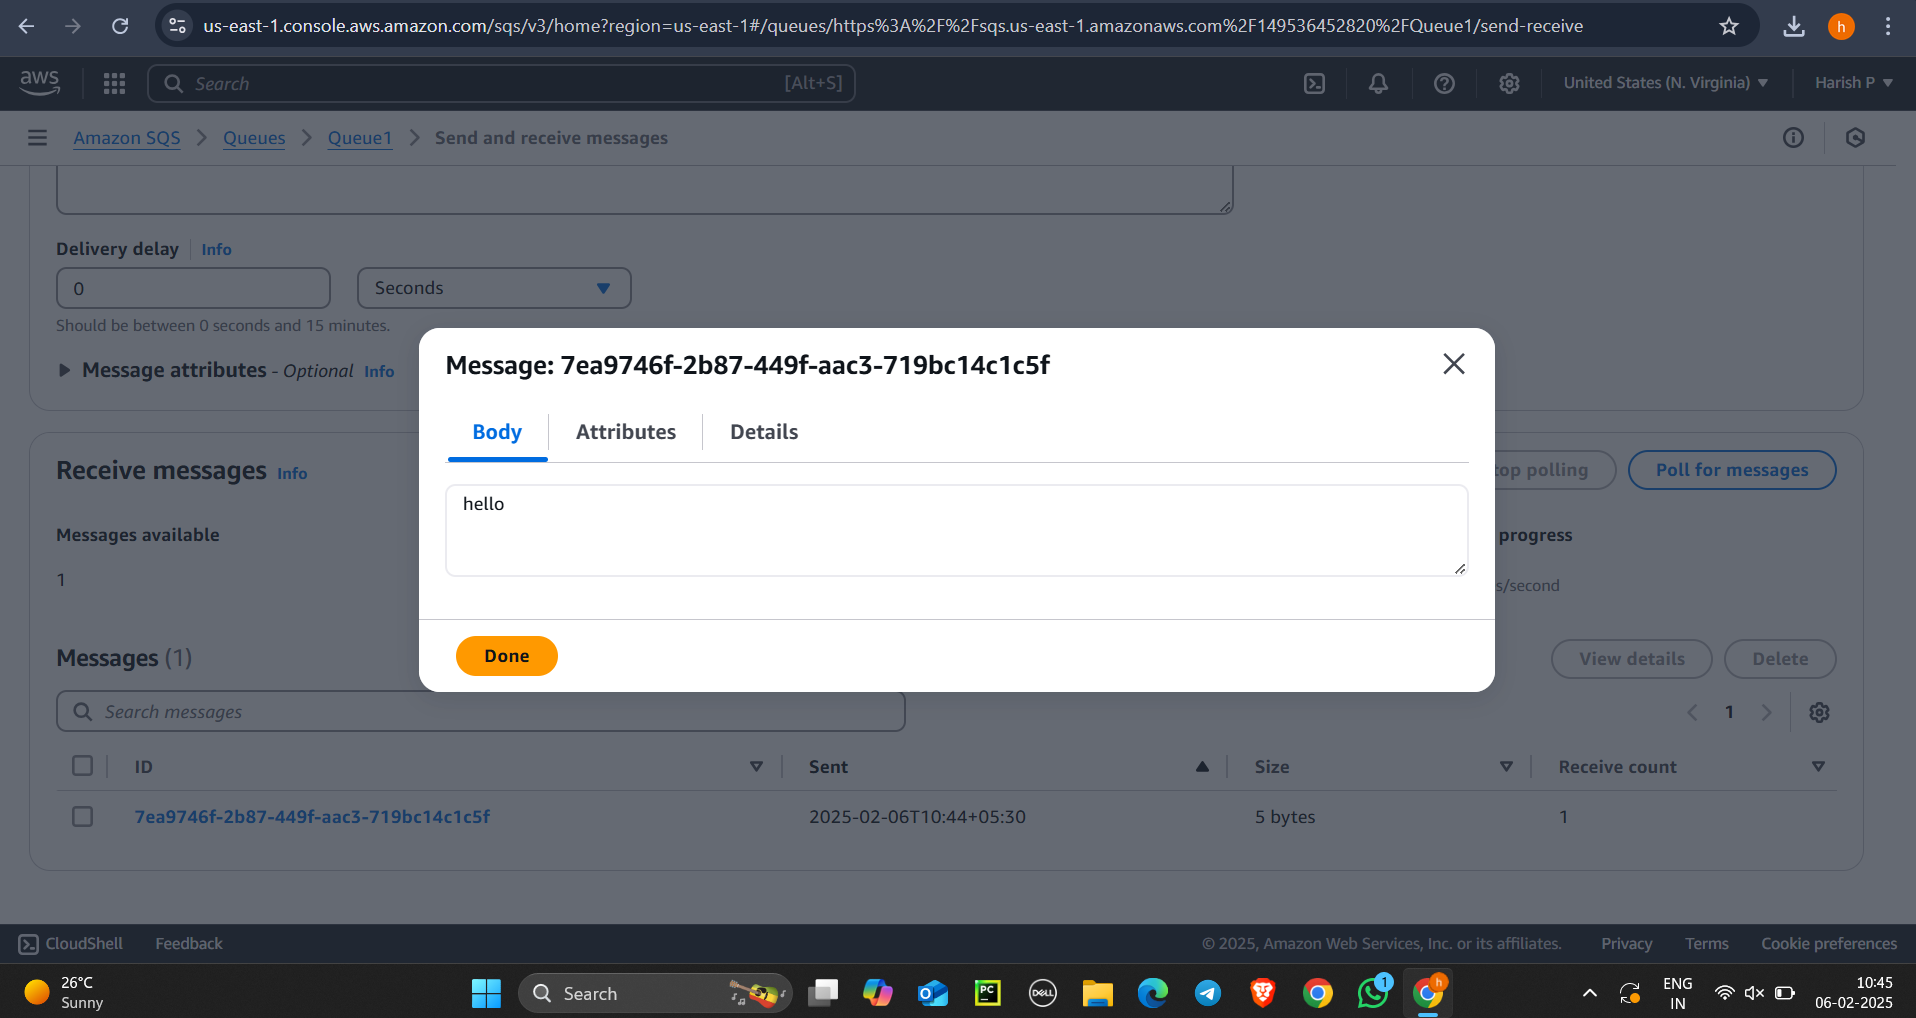 us-east-1.console.aws.amazon.com/sqs/v3/home?region=us-east-1#/queues/https%3A%2F%2Fsqs.us-east-1.amazonaws.com%2F149536452820%2FQueue1/send-receive
h
aws
Search
[Alt+S]
United States (N. Virginia)
Harish P
Amazon SQS
Queues
Queue1
Send and receive messages
Delivery delay
Info
0
Seconds
Should be between 0 seconds and 15 minutes.
Message attributes - Optional
Info
Message: 7ea9746f-2b87-449f-aac3-719bc14c1c5f
Body
Attributes
Details
hello
Done
Receive messages
Info
top polling
Poll for messages
Messages available
progress
1
s/second
Messages (1)
View details
Delete
Search messages
1
ID
Sent
Size
Receive count
7ea9746f-2b87-449f-aac3-719bc14c1c5f
2025-02-06T10:44+05:30
5 bytes
1
CloudShell
Feedback
© 2025, Amazon Web Services, Inc. or its affiliates.
Privacy
Terms
Cookie preferences
26°C
Sunny
Search
PC
DELL
1
h
ENG
IN
10:45
06-02-2025